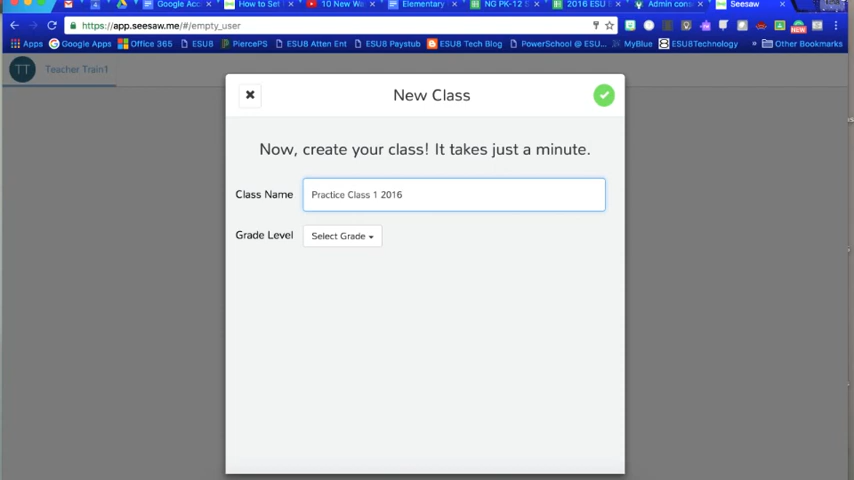 Google Acc
How to Set
10 New Wa
Elementary
NG PK-12 S
2016 ESU
Admin cons
Seesaw
https://app.seesaw.me/#/empty_user
Apps Google Apps Office 365 ESU8 PiercePS ESU8 Atten Ent ESU8 Paystub ESU8 Tech Blog PowerSchool @ ESU... MyBlue ESU8Technology » Other Bookmarks
TT Teacher Train1
New Class
Now, create your class! It takes just a minute.
Class Name Practice Class 1 2016
Grade Level Select Grade